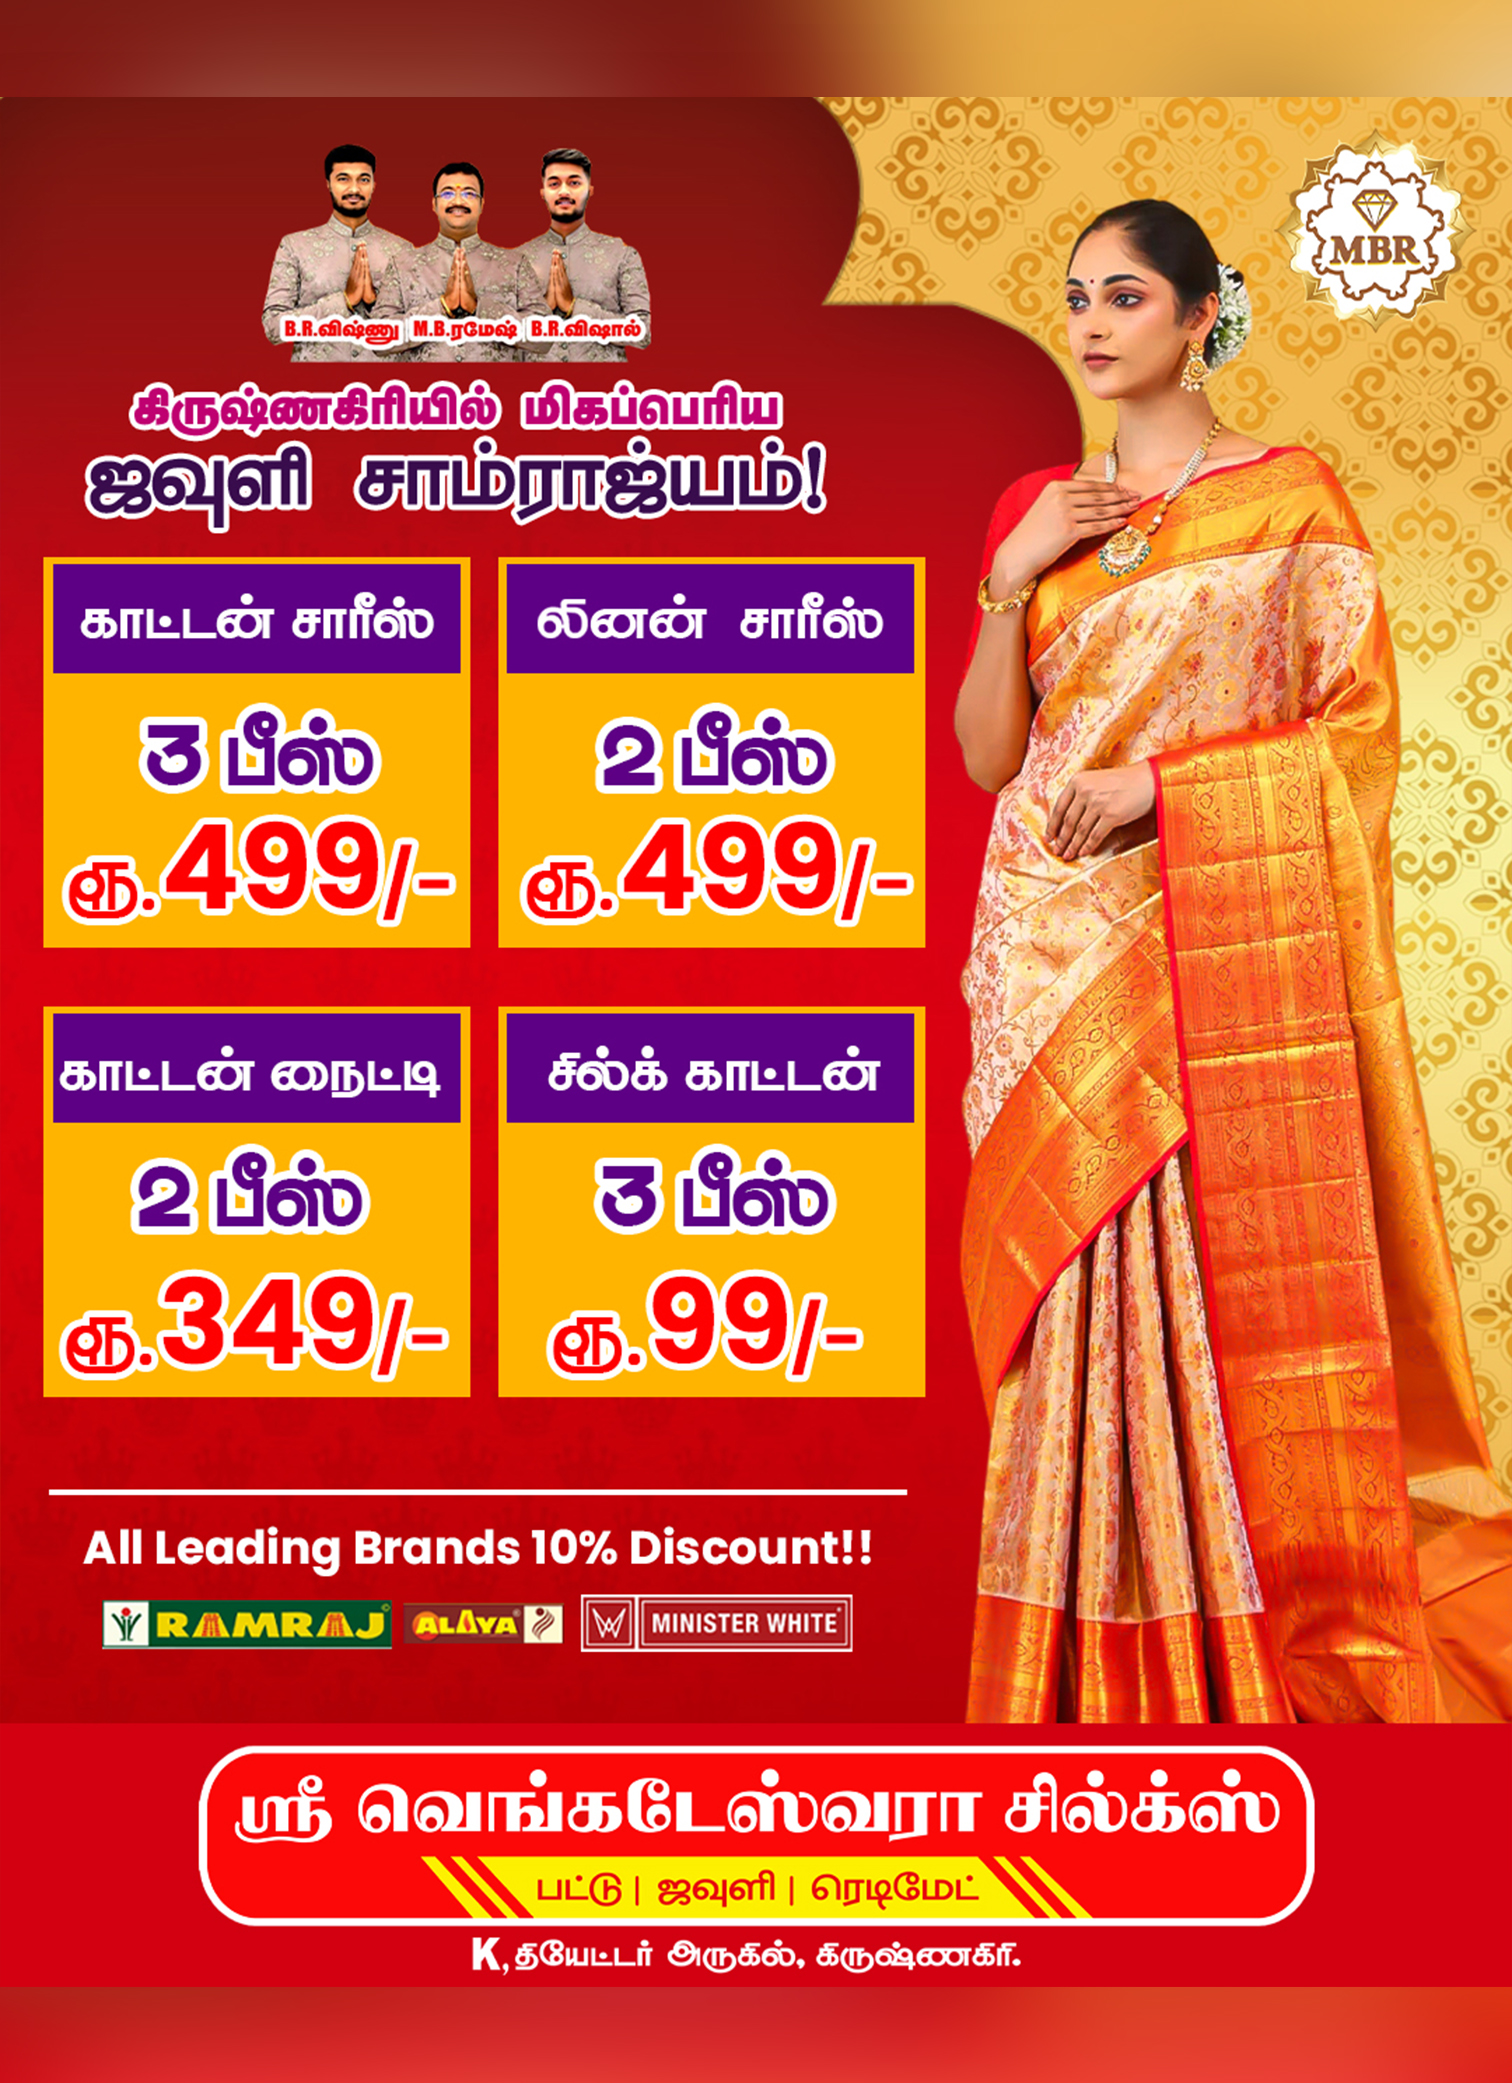 MBR
B.R.விஷ்ணு M.B.ரமேஷ் B.R.விஷால்
கிருஷ்ணகிரியில் மிகப்பெரிய
ஜவுளி சாம்ராஜ்யம்!
காட்டன் சாரீஸ்
3 பீஸ்
ரூ.499/-
லினன் சாரீஸ்
2 பீஸ்
ரூ.499/-
காட்டன் நைட்டி
2 பீஸ்
ரூ.349/-
சில்க் காட்டன்
3 பீஸ்
ரூ.99/-
All Leading Brands 10% Discount!!
RAMRAJ ALAYA MINISTER WHITE
ஸ்ரீ வெங்கடேஸ்வரா சில்க்ஸ்
பட்டு | ஜவுளி | ரெடிமேட்
K, தியேட்டர் அருகில், கிருஷ்ணகிரி.